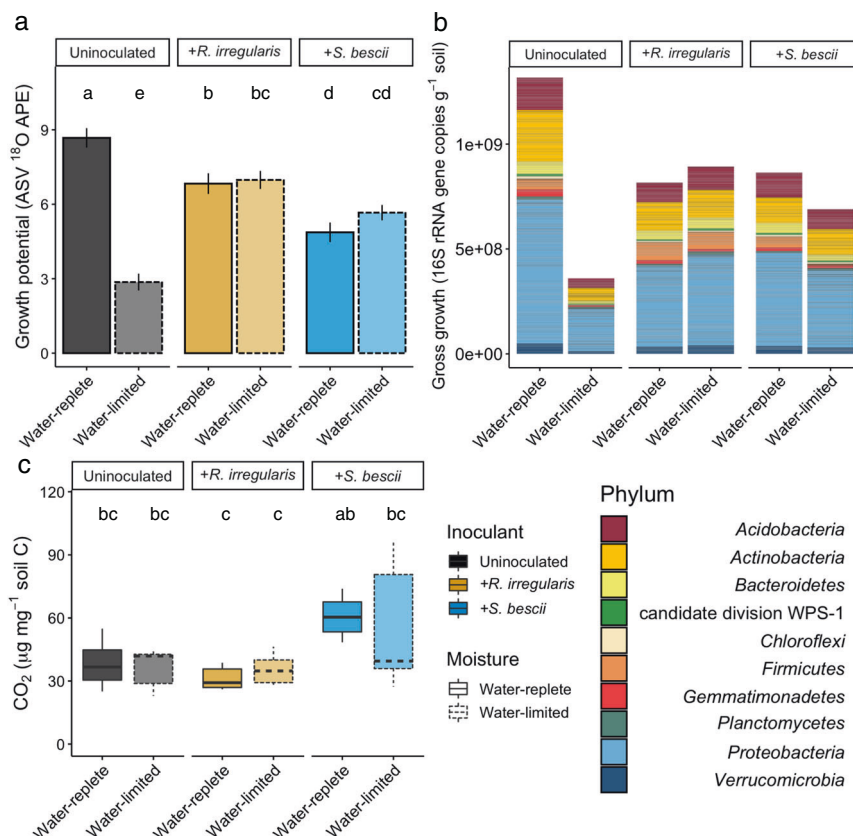 a
Uninoculated
+R. irregularis
+S. bescii
a
e
b
bc
d
cd
Growth potential (ASV ¹⁸O APE)
9
6
3
0
Water-replete
Water-limited
Water-replete
Water-limited
Water-replete
Water-limited
b
Uninoculated
+R. irregularis
+S. bescii
Gross growth (16S rRNA gene copies g⁻¹ soil)
1e+09
5e+08
0e+00
Water-replete
Water-limited
Water-replete
Water-limited
Water-replete
Water-limited
c
Uninoculated
+R. irregularis
+S. bescii
bc
bc
c
c
ab
bc
CO₂ (μg mg⁻¹ soil C)
120
90
60
30
0
Water-replete
Water-limited
Water-replete
Water-limited
Water-replete
Water-limited
Inoculant
Uninoculated
+R. irregularis
+S. bescii
Moisture
Water-replete
Water-limited
Phylum
Acidobacteria
Actinobacteria
Bacteroidetes
candidate division WPS-1
Chloroflexi
Firmicutes
Gemmatimonadetes
Planctomycetes
Proteobacteria
Verrucomicrobia